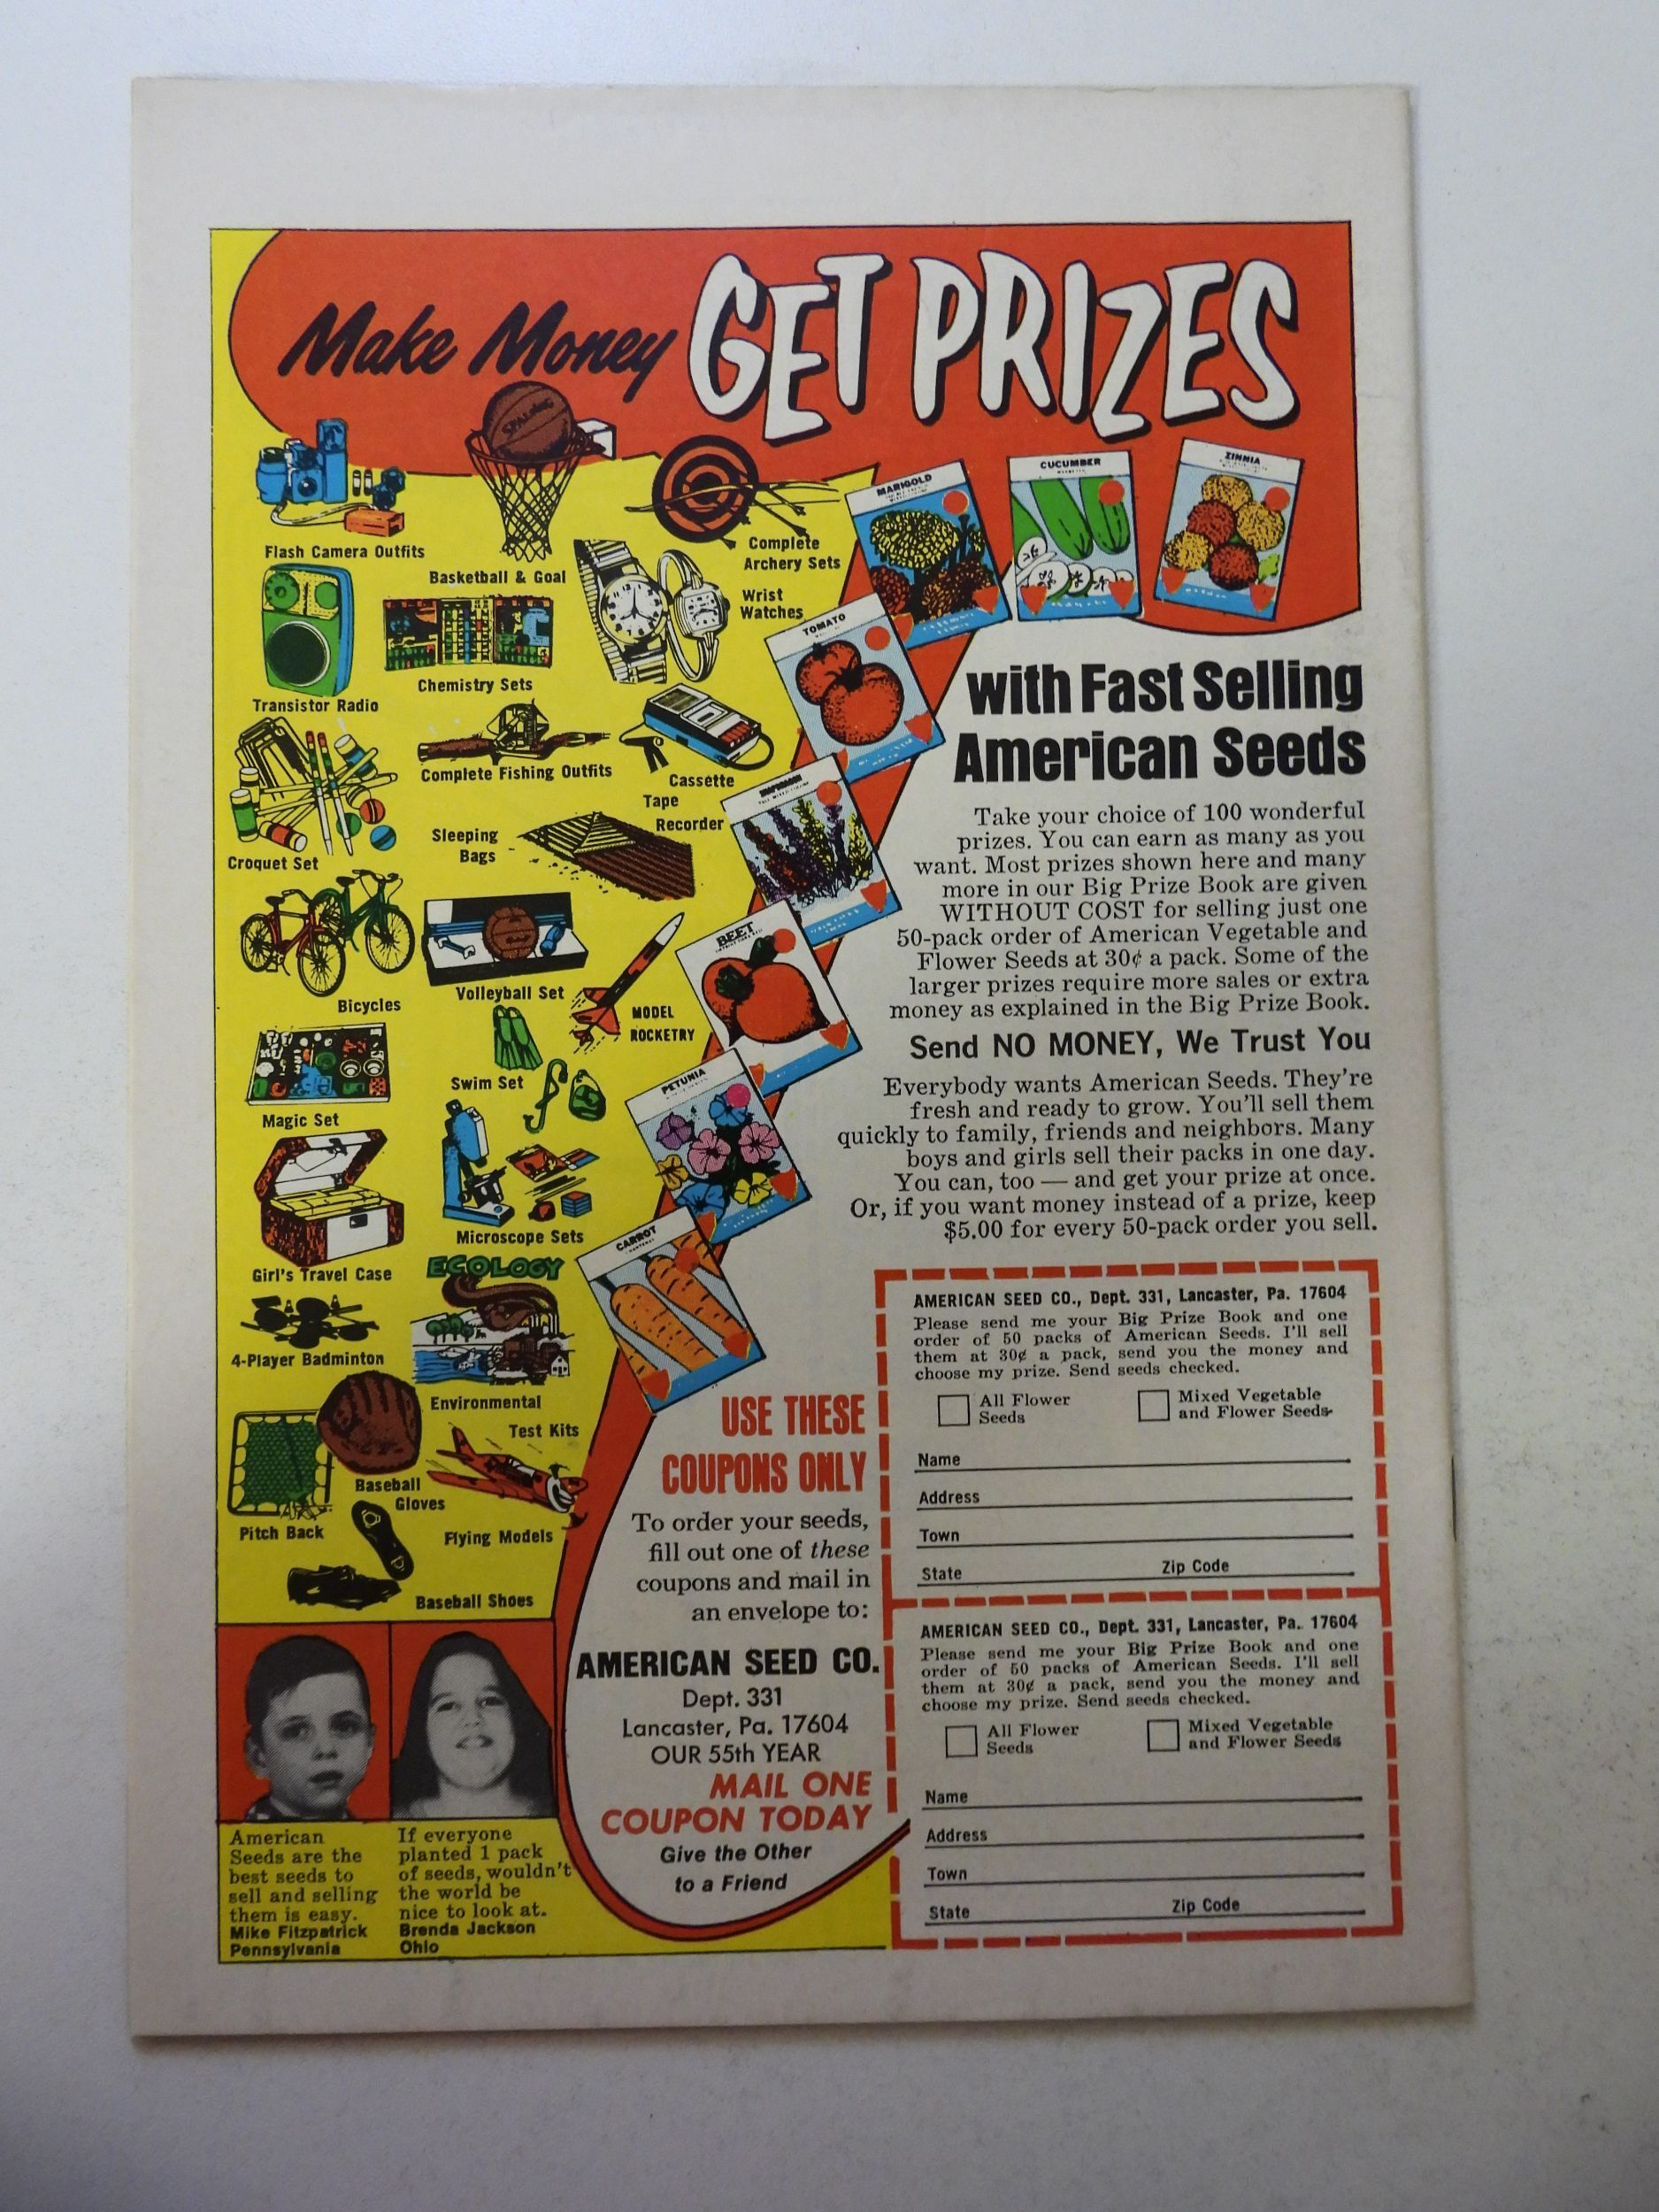 Make Money GET PRIZES
SPALDING
Flash Camera Outfits
Basketball & Goal
Complete
Archery Sets
Wrist
Watches
Transistor Radio
Chemistry Sets
Complete Fishing Outfits
Cassette
Tape
Recorder
Croquet Set
Sleeping
Bags
Bicycles
Volleyball Set
MODEL
ROCKETRY
Swim Set
Magic Set
Microscope Sets
Girl's Travel Case
ECOLOGY
4-Player Badminton
Environmental
Test Kits
Baseball
Gloves
Pitch Back
Flying Models
Baseball Shoes
MARIGOLD
CUCUMBER
ZINNIA
TOMATO
BEET
PETUNIA
CARROT
with Fast Selling
American Seeds
Take your choice of 100 wonderful
prizes. You can earn as many as you
want. Most prizes shown here and many
more in our Big Prize Book are given
WITHOUT COST for selling just one
50-pack order of American Vegetable and
Flower Seeds at 30¢ a pack. Some of the
larger prizes require more sales or extra
money as explained in the Big Prize Book.
Send NO MONEY, We Trust You
Everybody wants American Seeds. They're
fresh and ready to grow. You'll sell them
quickly to family, friends and neighbors. Many
boys and girls sell their packs in one day.
You can, too — and get your prize at once.
Or, if you want money instead of a prize, keep
$5.00 for every 50-pack order you sell.
USE THESE
COUPONS ONLY
To order your seeds,
fill out one of these
coupons and mail in
an envelope to:
AMERICAN SEED CO.
Dept. 331
Lancaster, Pa. 17604
OUR 55th YEAR
MAIL ONE
COUPON TODAY
Give the Other
to a Friend
AMERICAN SEED CO., Dept. 331, Lancaster, Pa. 17604
Please send me your Big Prize Book and one
order of 50 packs of American Seeds. I'll sell
them at 30¢ a pack, send you the money and
choose my prize. Send seeds checked.
All Flower
Seeds
Mixed Vegetable
and Flower Seeds
Name
Address
Town
State Zip Code
AMERICAN SEED CO., Dept. 331, Lancaster, Pa. 17604
Please send me your Big Prize Book and one
order of 50 packs of American Seeds. I'll sell
them at 30¢ a pack, send you the money and
choose my prize. Send seeds checked.
All Flower
Seeds
Mixed Vegetable
and Flower Seeds
Name
Address
Town
State Zip Code
American
Seeds are the
best seeds to
sell and selling
them is easy.
Mike Fitzpatrick
Pennsylvania
If everyone
planted 1 pack
of seeds, wouldn't
the world be
nice to look at.
Brenda Jackson
Ohio